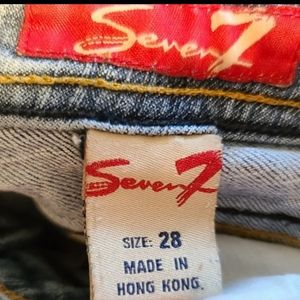 Seven7
Seven7
SIZE: 28
MADE IN
HONG KONG.